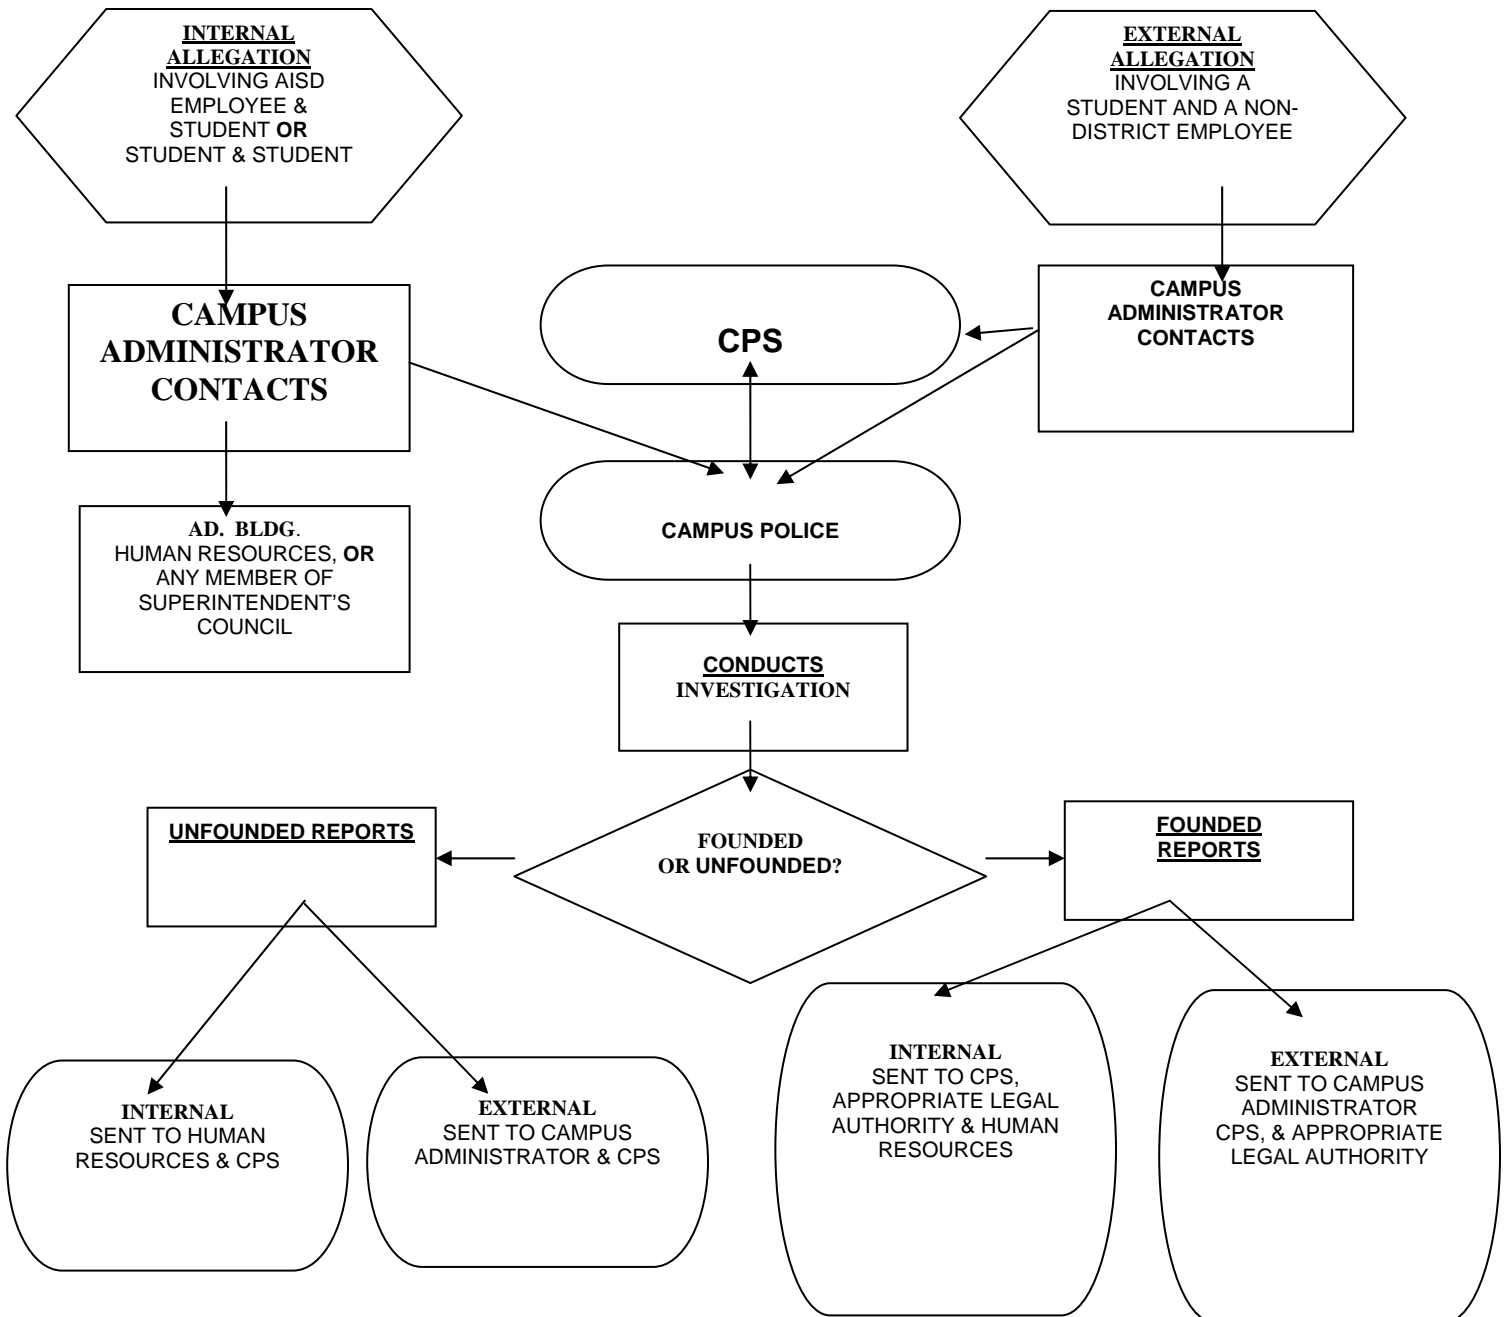 INTERNAL
ALLEGATION
INVOLVING AISD
EMPLOYEE &
STUDENT OR
STUDENT & STUDENT
EXTERNAL
ALLEGATION
INVOLVING A
STUDENT AND A NON-
DISTRICT EMPLOYEE
CAMPUS
ADMINISTRATOR
CONTACTS
CPS
CAMPUS
ADMINISTRATOR
CONTACTS
AD. BLDG.
HUMAN RESOURCES, OR
ANY MEMBER OF
SUPERINTENDENT'S
COUNCIL
CAMPUS POLICE
CONDUCTS
INVESTIGATION
UNFOUNDED REPORTS
FOUNDED
OR UNFOUNDED?
FOUNDED
REPORTS
INTERNAL
SENT TO HUMAN
RESOURCES & CPS
EXTERNAL
SENT TO CAMPUS
ADMINISTRATOR & CPS
INTERNAL
SENT TO CPS,
APPROPRIATE LEGAL
AUTHORITY & HUMAN
RESOURCES
EXTERNAL
SENT TO CAMPUS
ADMINISTRATOR
CPS, & APPROPRIATE
LEGAL AUTHORITY